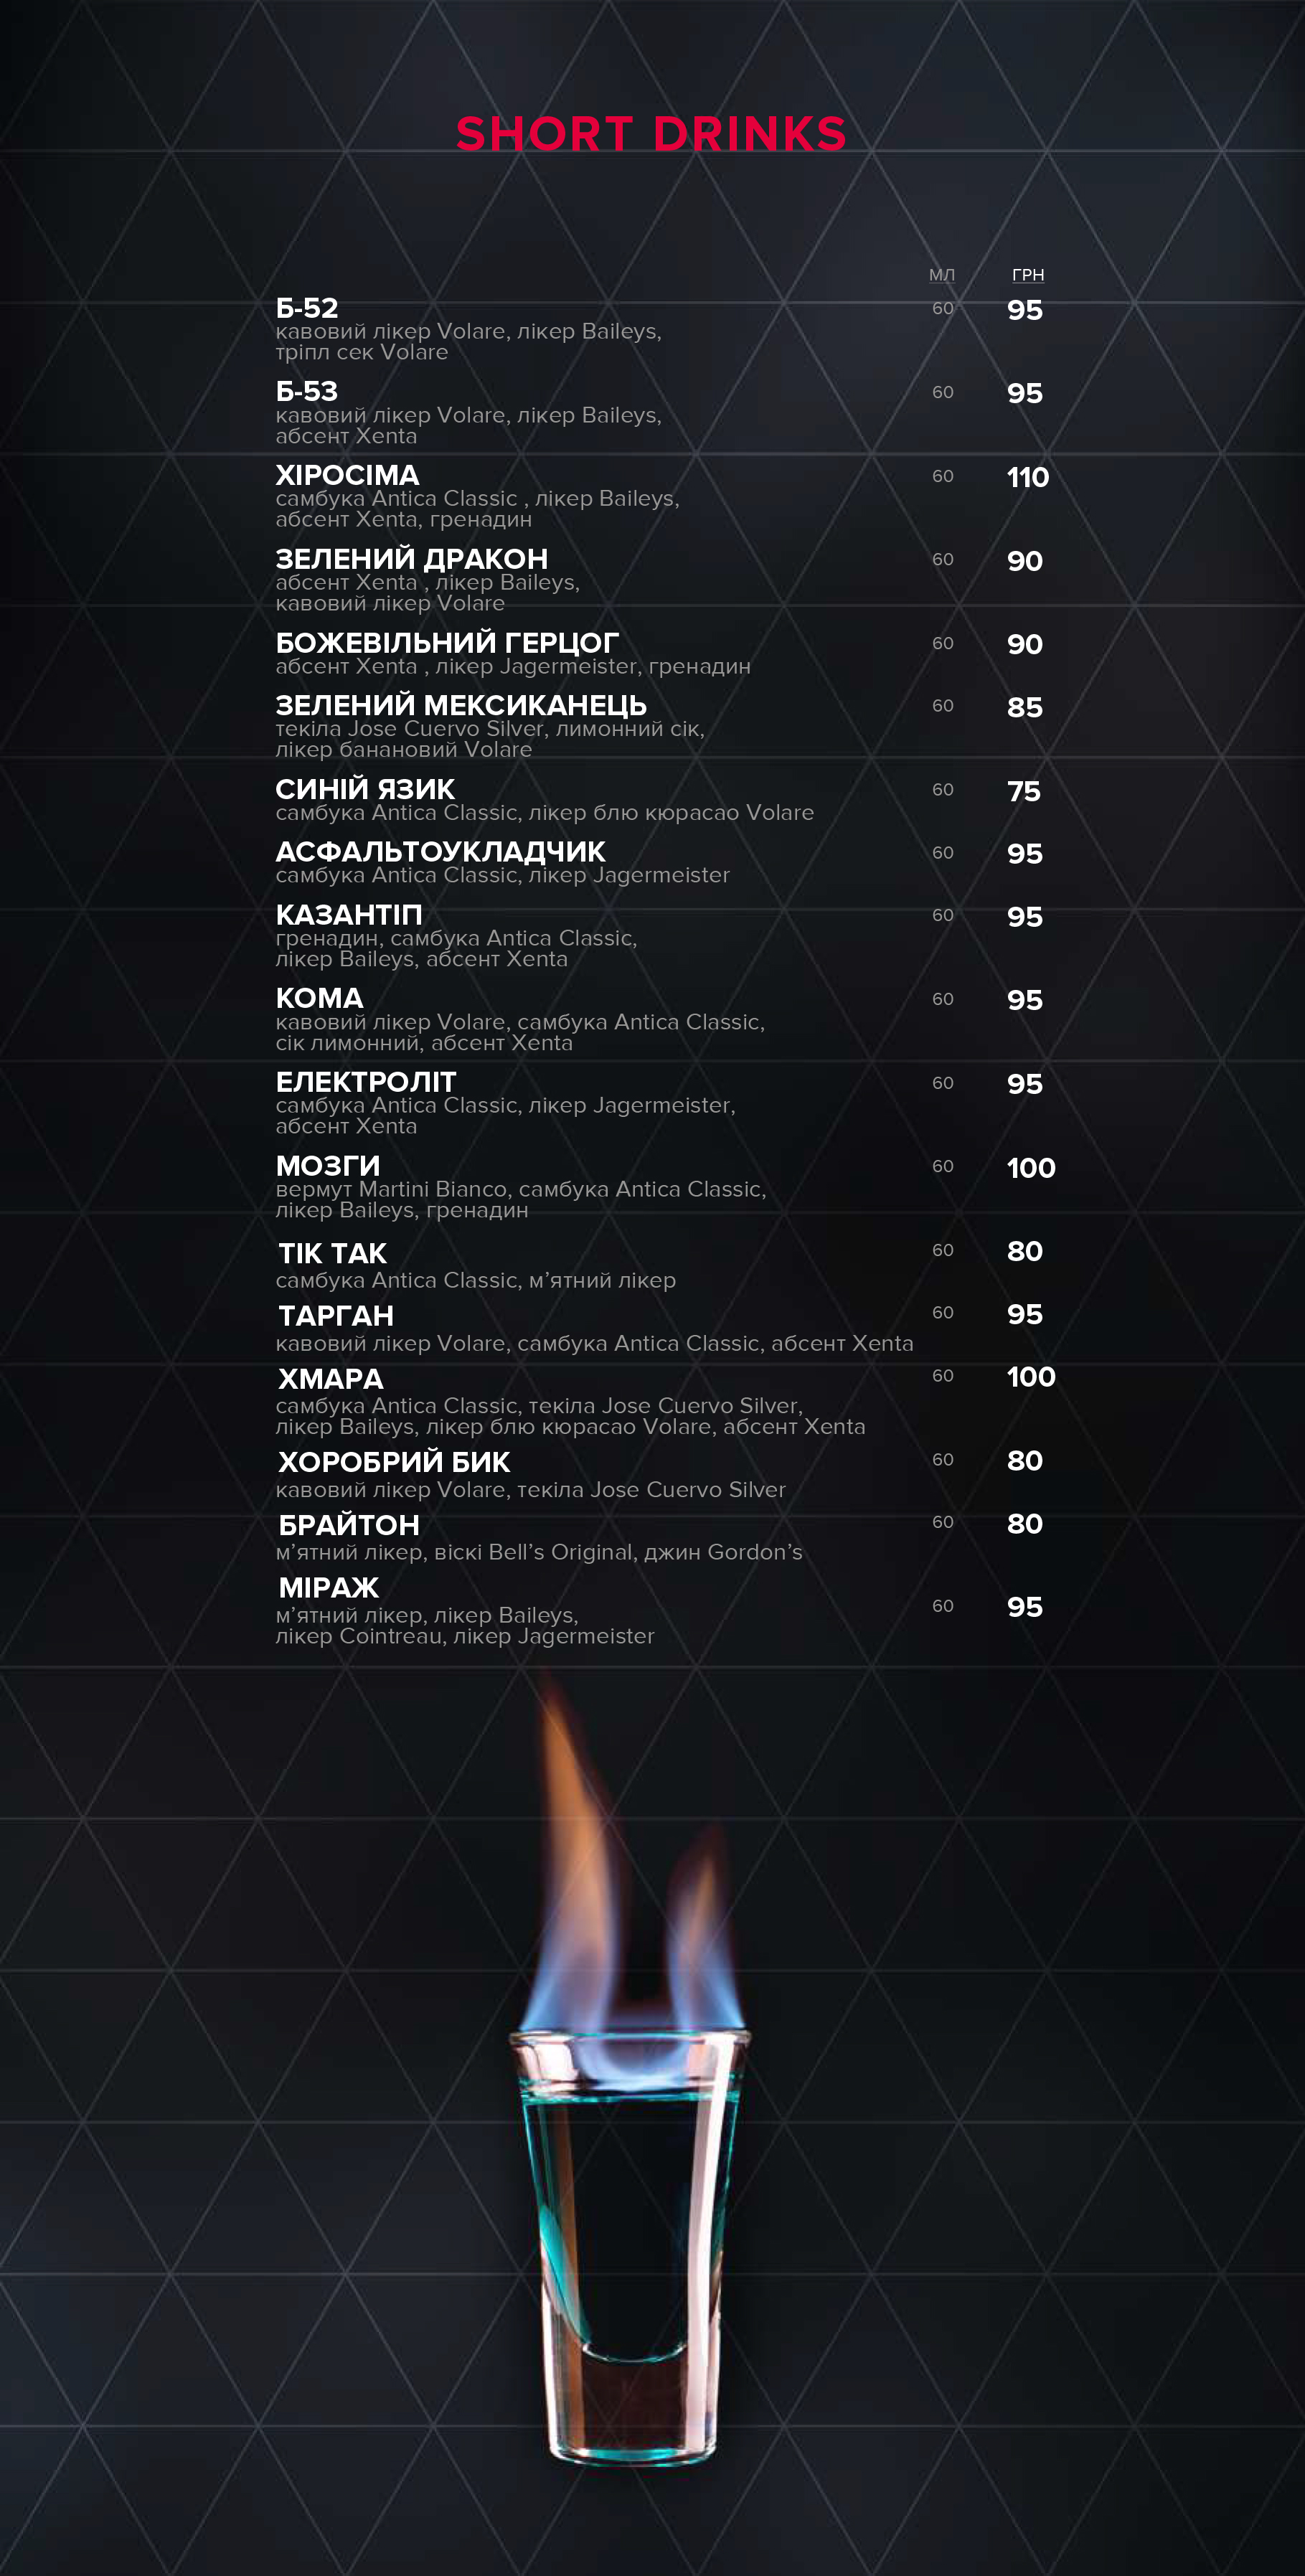 SHORT DRINKS
МЛ ГРН
Б-52 60 95
кавовий лікер Volare, лікер Baileys,
тріпл сек Volare
Б-53 60 95
кавовий лікер Volare, лікер Baileys,
абсент Xenta
ХІРОСІМА 60 110
самбука Antica Classic , лікер Baileys,
абсент Xenta, гренадин
ЗЕЛЕНИЙ ДРАКОН 60 90
абсент Xenta , лікер Baileys,
кавовий лікер Volare
БОЖЕВІЛЬНИЙ ГЕРЦОГ 60 90
абсент Xenta , лікер Jagermeister, гренадин
ЗЕЛЕНИЙ МЕКСИКАНЕЦЬ 60 85
текіла Jose Cuervo Silver, лимонний сік,
лікер банановий Volare
СИНІЙ ЯЗИК 60 75
самбука Antica Classic, лікер блю кюрасао Volare
АСФАЛЬТОУКЛАДЧИК 60 95
самбука Antica Classic, лікер Jagermeister
КАЗАНТІП 60 95
гренадин, самбука Antica Classic,
лікер Baileys, абсент Xenta
КОМА 60 95
кавовий лікер Volare, самбука Antica Classic,
сік лимонний, абсент Xenta
ЕЛЕКТРОЛІТ 60 95
самбука Antica Classic, лікер Jagermeister,
абсент Xenta
МОЗГИ 60 100
вермут Martini Bianco, самбука Antica Classic,
лікер Baileys, гренадин
ТІК ТАК 60 80
самбука Antica Classic, м’ятний лікер
ТАРГАН 60 95
кавовий лікер Volare, самбука Antica Classic, абсент Xenta
ХМАРА 60 100
самбука Antica Classic, текіла Jose Cuervo Silver,
лікер Baileys, лікер блю кюрасао Volare, абсент Xenta
ХОРОБРИЙ БИК 60 80
кавовий лікер Volare, текіла Jose Cuervo Silver
БРАЙТОН 60 80
м’ятний лікер, віскі Bell’s Original, джин Gordon’s
МІРАЖ 60 95
м’ятний лікер, лікер Baileys,
лікер Cointreau, лікер Jagermeister